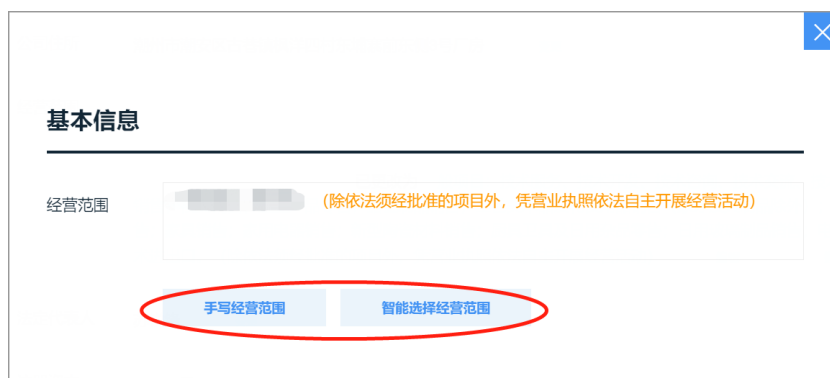 基本信息
经营范围
（除依法须经批准的项目外，凭营业执照依法自主开展经营活动）
手写经营范围
智能选择经营范围